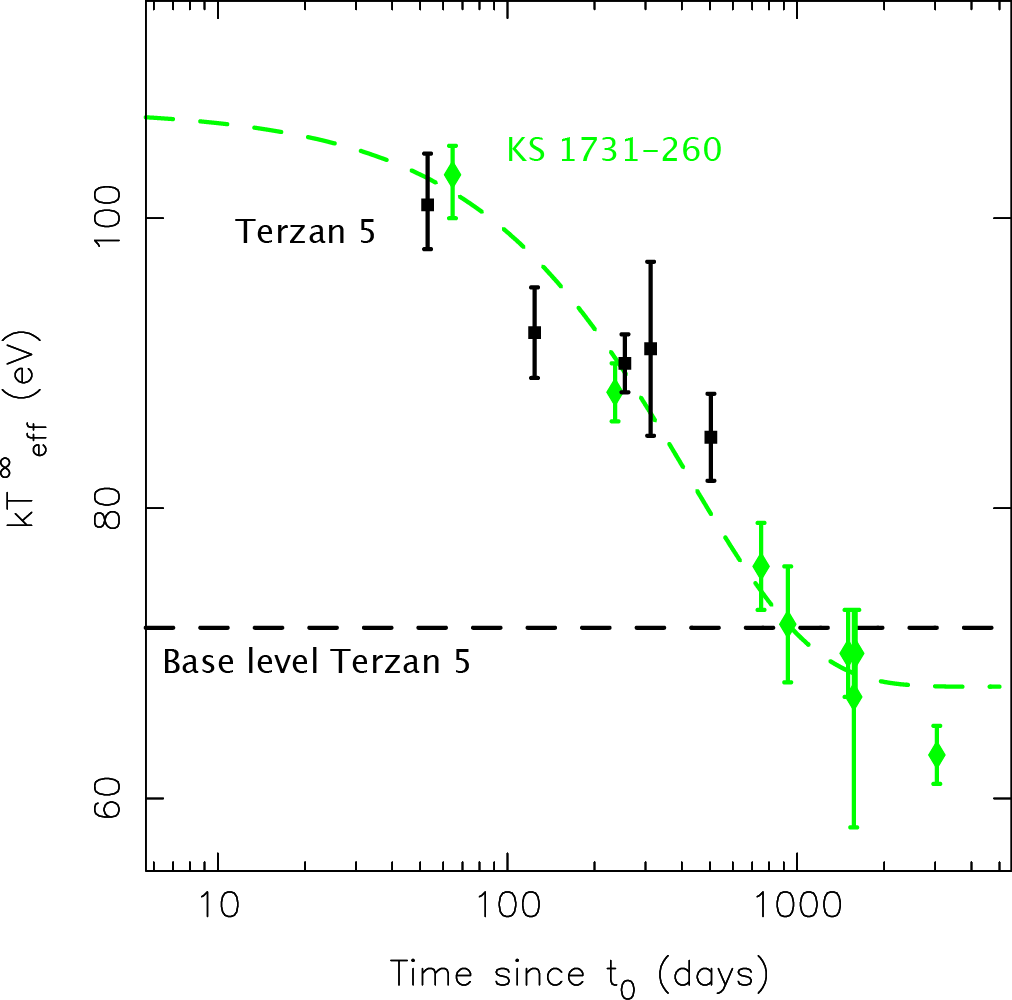 KS 1731-260
Terzan 5
100
80
60
kT∞eff (eV)
Base level Terzan 5
10 100 1000
Time since t0 (days)